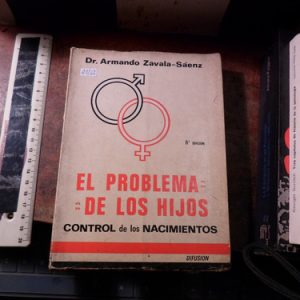 Dr. Armando Zavala-Sáenz
EL PROBLEMA
DE LOS HIJOS
CONTROL de los NACIMIENTOS
DIFUSION